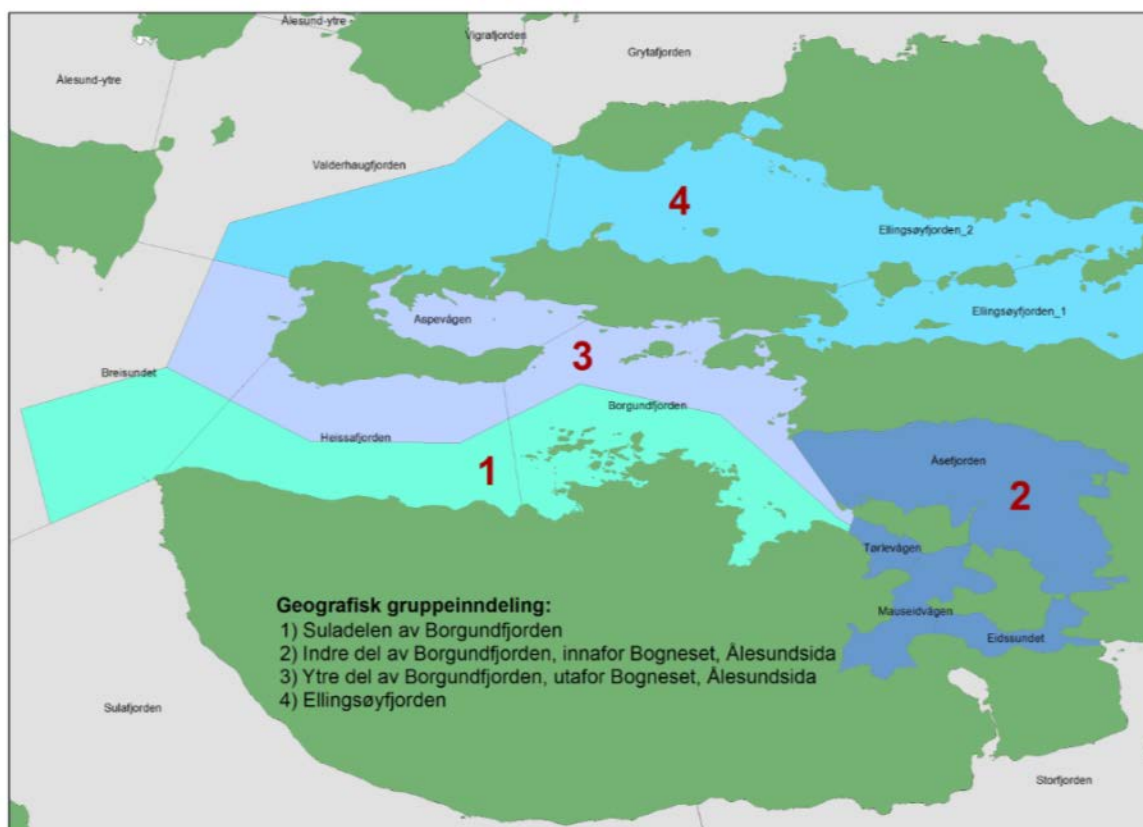 Ålesund-ytre
Vigrafjorden
Grytafjorden
Ålesund-ytre
Valderhaugfjorden
4
Ellingsøyfjorden_2
Ellingsøyfjorden_1
Aspevågen
3
Breisundet
Borgundfjorden
Heissafjorden
1
Åsefjorden
2
Tørlevågen
Mauseidvågen
Eidssundet
Geografisk gruppeinndeling:
1) Suladelen av Borgundfjorden
2) Indre del av Borgundfjorden, innafor Bogneset, Ålesundsida
3) Ytre del av Borgundfjorden, utafor Bogneset, Ålesundsida
4) Ellingsøyfjorden
Sulafjorden
Storfjorden